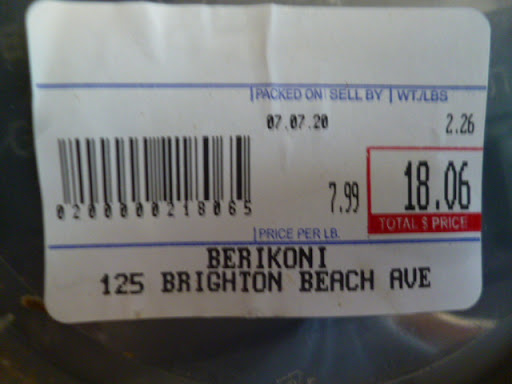 PACKED ON SELL BY WT./LBS
07.07.20 2.26
7.99 18.06
020000218065
TOTAL $ PRICE
PRICE PER LB.
BERIKONI
125 BRIGHTON BEACH AVE